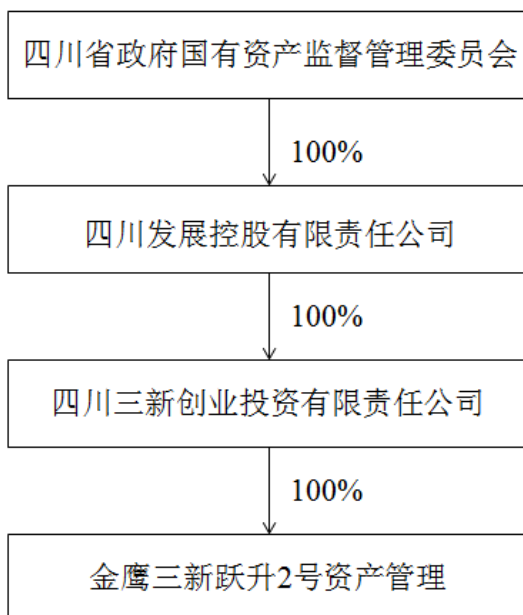 四川省政府国有资产监督管理委员会
100%
四川发展控股有限责任公司
100%
四川三新创业投资有限责任公司
100%
金鹰三新跃升2号资产管理